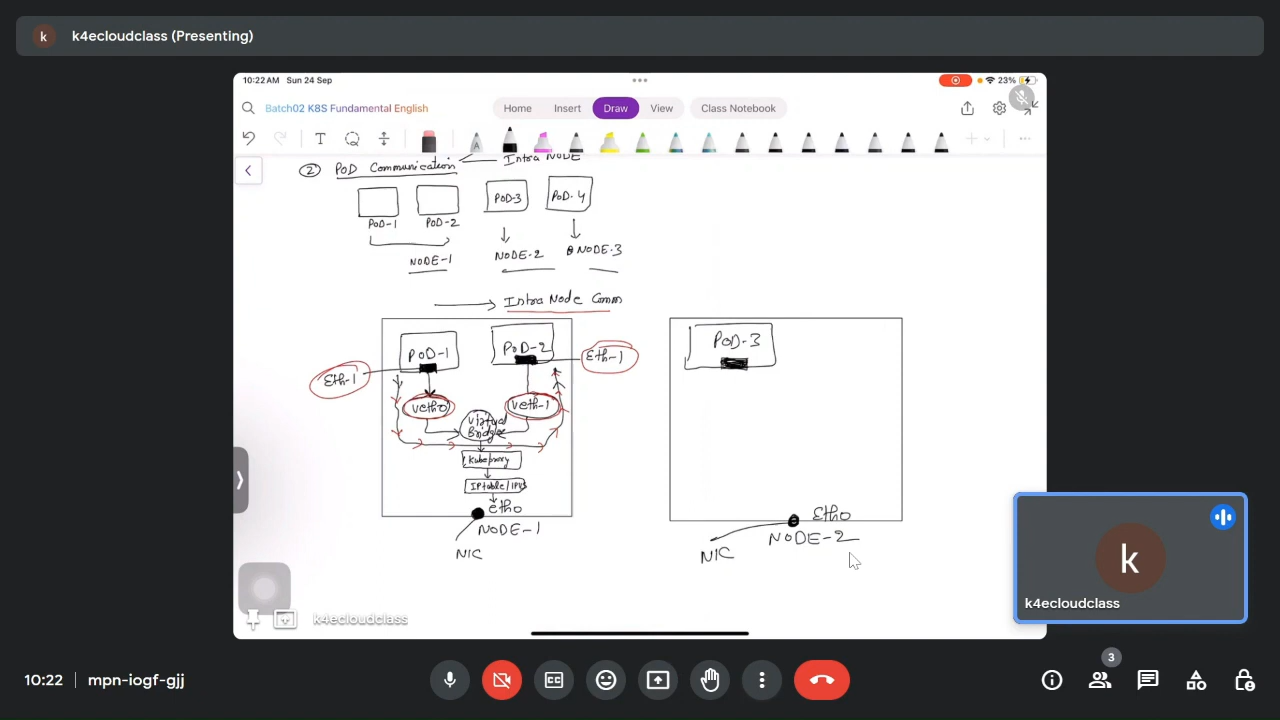 k
k4ecloudclass (Presenting)
10:22 AM Sun 24 Sep
23%
Batch02 K8S Fundamental English
Home Insert Draw View Class Notebook
T
A
② POD Communication
Intra NODE
POD-3
POD-4
POD-1
POD-2
NODE-1
NODE-2
NODE-3
Intra Node Comm
POD-1
POD-2
POD-3
Eth-1
Eth-1
veth0
veth-1
Virtual
Bridge
Kubeproxy
IPtable/IPVS
eth0
NODE-1
NIC
Eth0
NODE-2
NIC
k
k4ecloudclass
k4ecloudclass
10:22 mpn-iogf-gjj
3